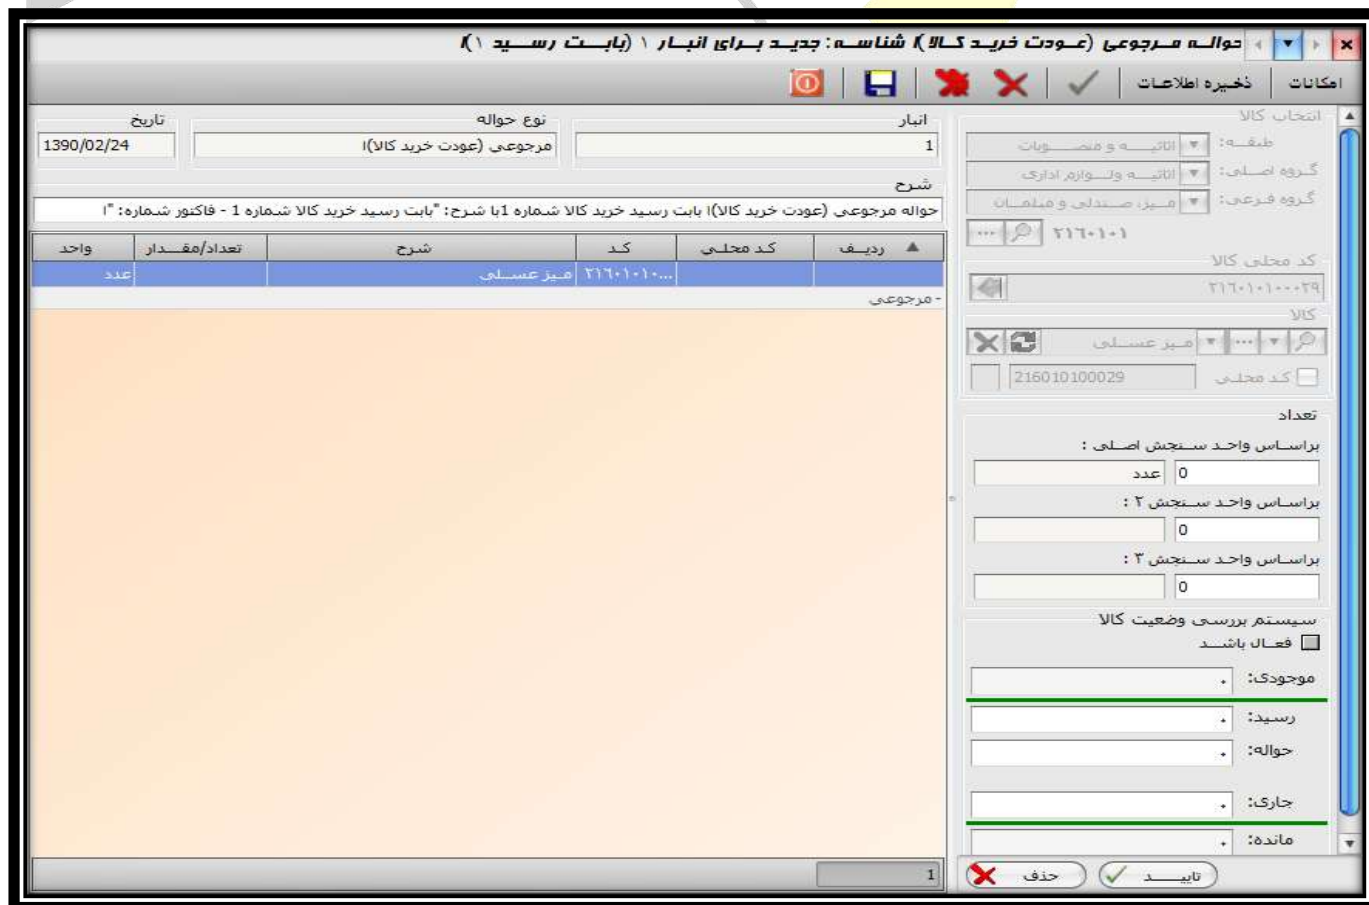 حواله مرجوعی (عودت خرید کالا)ا شناسه: جدید برای انبار ۱ (بابت رسید ۱)ا
امکانات ذخیره اطلاعات
انتخاب کالا
طبقه: اثاثیه و منصوبات
گروه اصلی: اثاثیه ولوازم اداری
گروه فرعی: میز، صندلی و مبلمان
۲۱۶۰۱۰۱ ...
کد محلی کالا
۲۱۶۰۱۰۱۰۰۰۲۹
کالا
... میز عسلی
کد محلی 216010100029
تعداد
براساس واحد سنجش اصلی :
0 عدد
براساس واحد سنجش ۲ :
0
براساس واحد سنجش ۳ :
0
سیستم بررسی وضعیت کالا
فعال باشد
موجودی: ۰
رسید: ۰
حواله: ۰
جاری: ۰
مانده: ۰
تایید حذف
انبار نوع حواله تاریخ
1 مرجوعی (عودت خرید کالا)ا 1390/02/24
شرح
حواله مرجوعی (عودت خرید کالا)ا بابت رسید خرید کالا شماره 1با شرح: "بابت رسید خرید کالا شماره 1 - فاکتور شماره: "ا
ردیف کد محلی کد شرح تعداد/مقدار واحد
۲۱۶۰۱۰۱۰... میز عسلی عدد
- مرجوعی
1